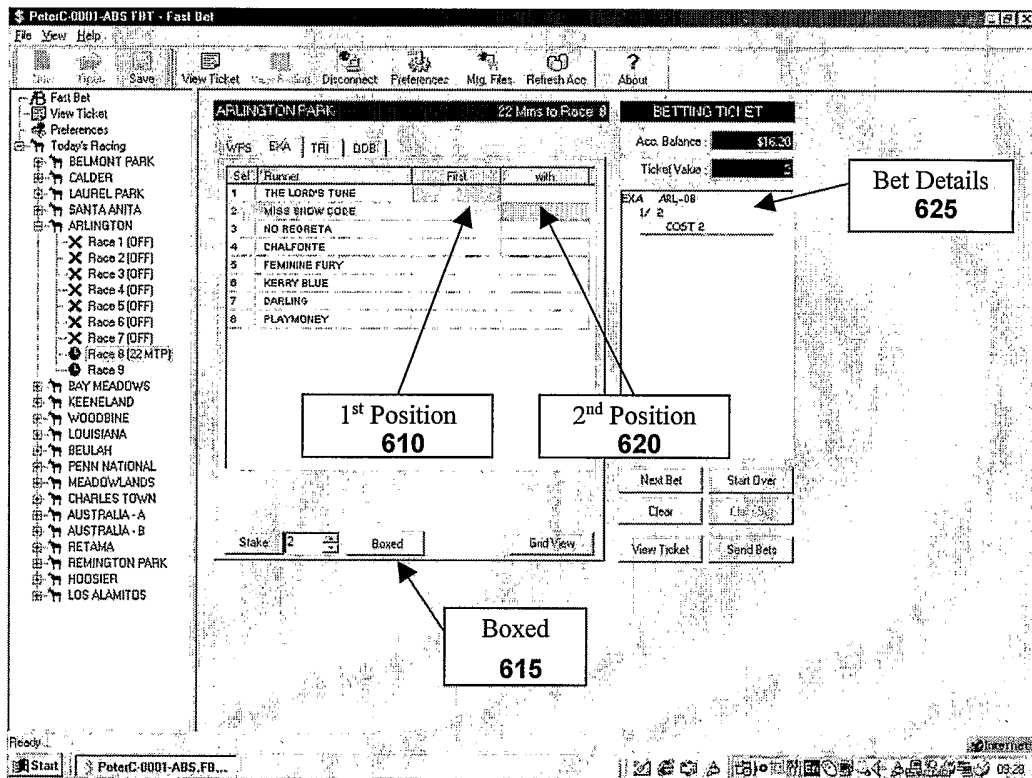 $ PeterC-0001-ABS.FBT - Fast Bet
File View Help
Save View Ticket Disconnect Preferences Mtg. Files Refresh Acc About
Fast Bet
View Ticket
Preferences
Today's Racing
BELMONT PARK
CALDER
LAUREL PARK
SANTA ANITA
ARLINGTON
Race 1 (OFF)
Race 2 (OFF)
Race 3 (OFF)
Race 4 (OFF)
Race 5 (OFF)
Race 6 (OFF)
Race 7 (OFF)
Race 8 (22 MTP)
Race 9
BAY MEADOWS
KEENELAND
WOODBINE
LOUISIANA
BEULAH
PENN NATIONAL
MEADOWLANDS
CHARLES TOWN
AUSTRALIA - A
AUSTRALIA - B
RETAMA
REMINGTON PARK
HOOSIER
LOS ALAMITOS
ARLINGTON PARK 22 Mins to Race 8
WPS EXA TRI DDB
Sel Runner First with
1 THE LORD'S TUNE
2 MISS SNOW CODE
3 NO REGRETA
4 CHALFONTE
5 FEMININE FURY
6 KERRY BLUE
7 DARLING
8 PLAYMONEY
1st Position
610
2nd Position
620
Stake 2 Boxed Grid View
Boxed
615
BETTING TICKET
Acc. Balance : $16.20
Ticket Value :
EXA ARL-08
1/ 2
COST 2
Bet Details
625
Next Bet Start Over
Clear
View Ticket Send Bets
Ready
Internet
Start $ PeterC-0001-ABS.FB... 09:29